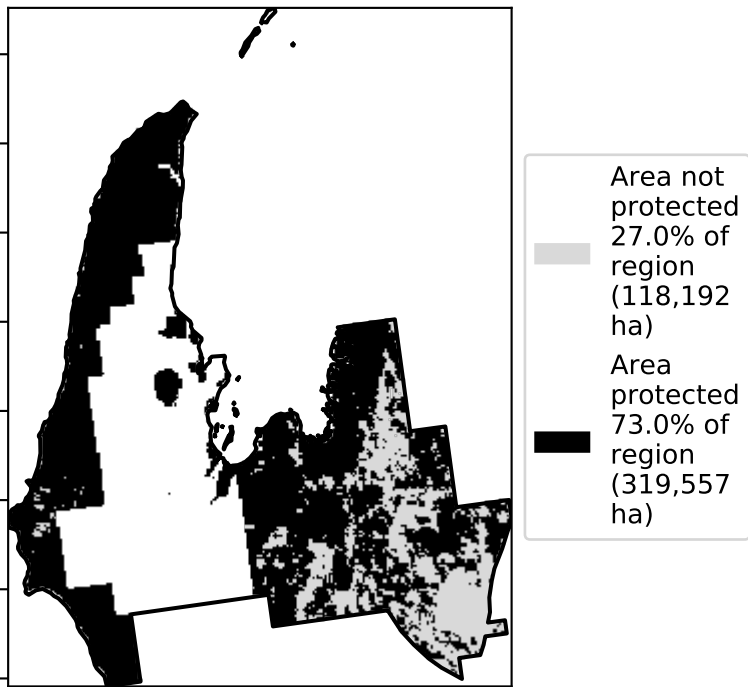 Area not
protected
27.0% of
region
(118,192
ha)
Area
protected
73.0% of
region
(319,557
ha)